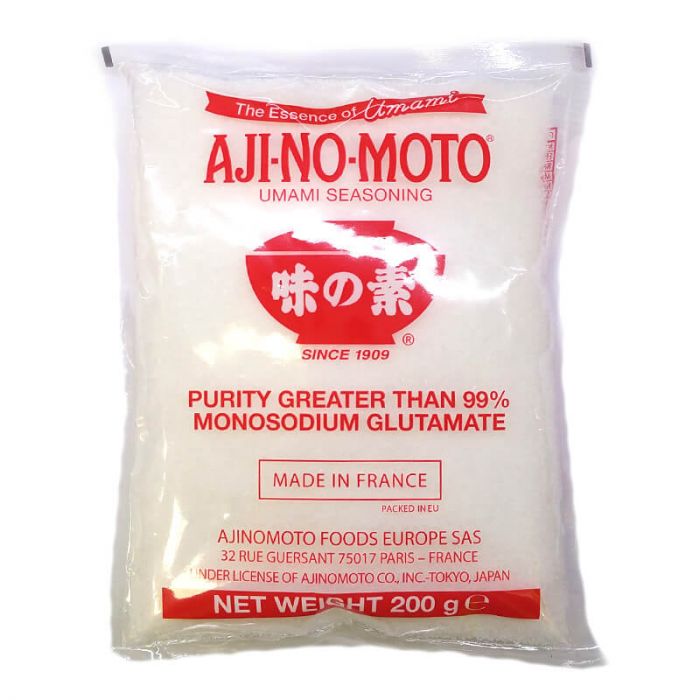 The Essence of Umami
AJI-NO-MOTO®
UMAMI SEASONING
味の素
®
SINCE 1909
PURITY GREATER THAN 99%
MONOSODIUM GLUTAMATE
MADE IN FRANCE
PACKED IN EU
AJINOMOTO FOODS EUROPE SAS
32 RUE GUERSANT 75017 PARIS – FRANCE
UNDER LICENSE OF AJINOMOTO CO., INC.-TOKYO, JAPAN
NET WEIGHT 200 g ℮